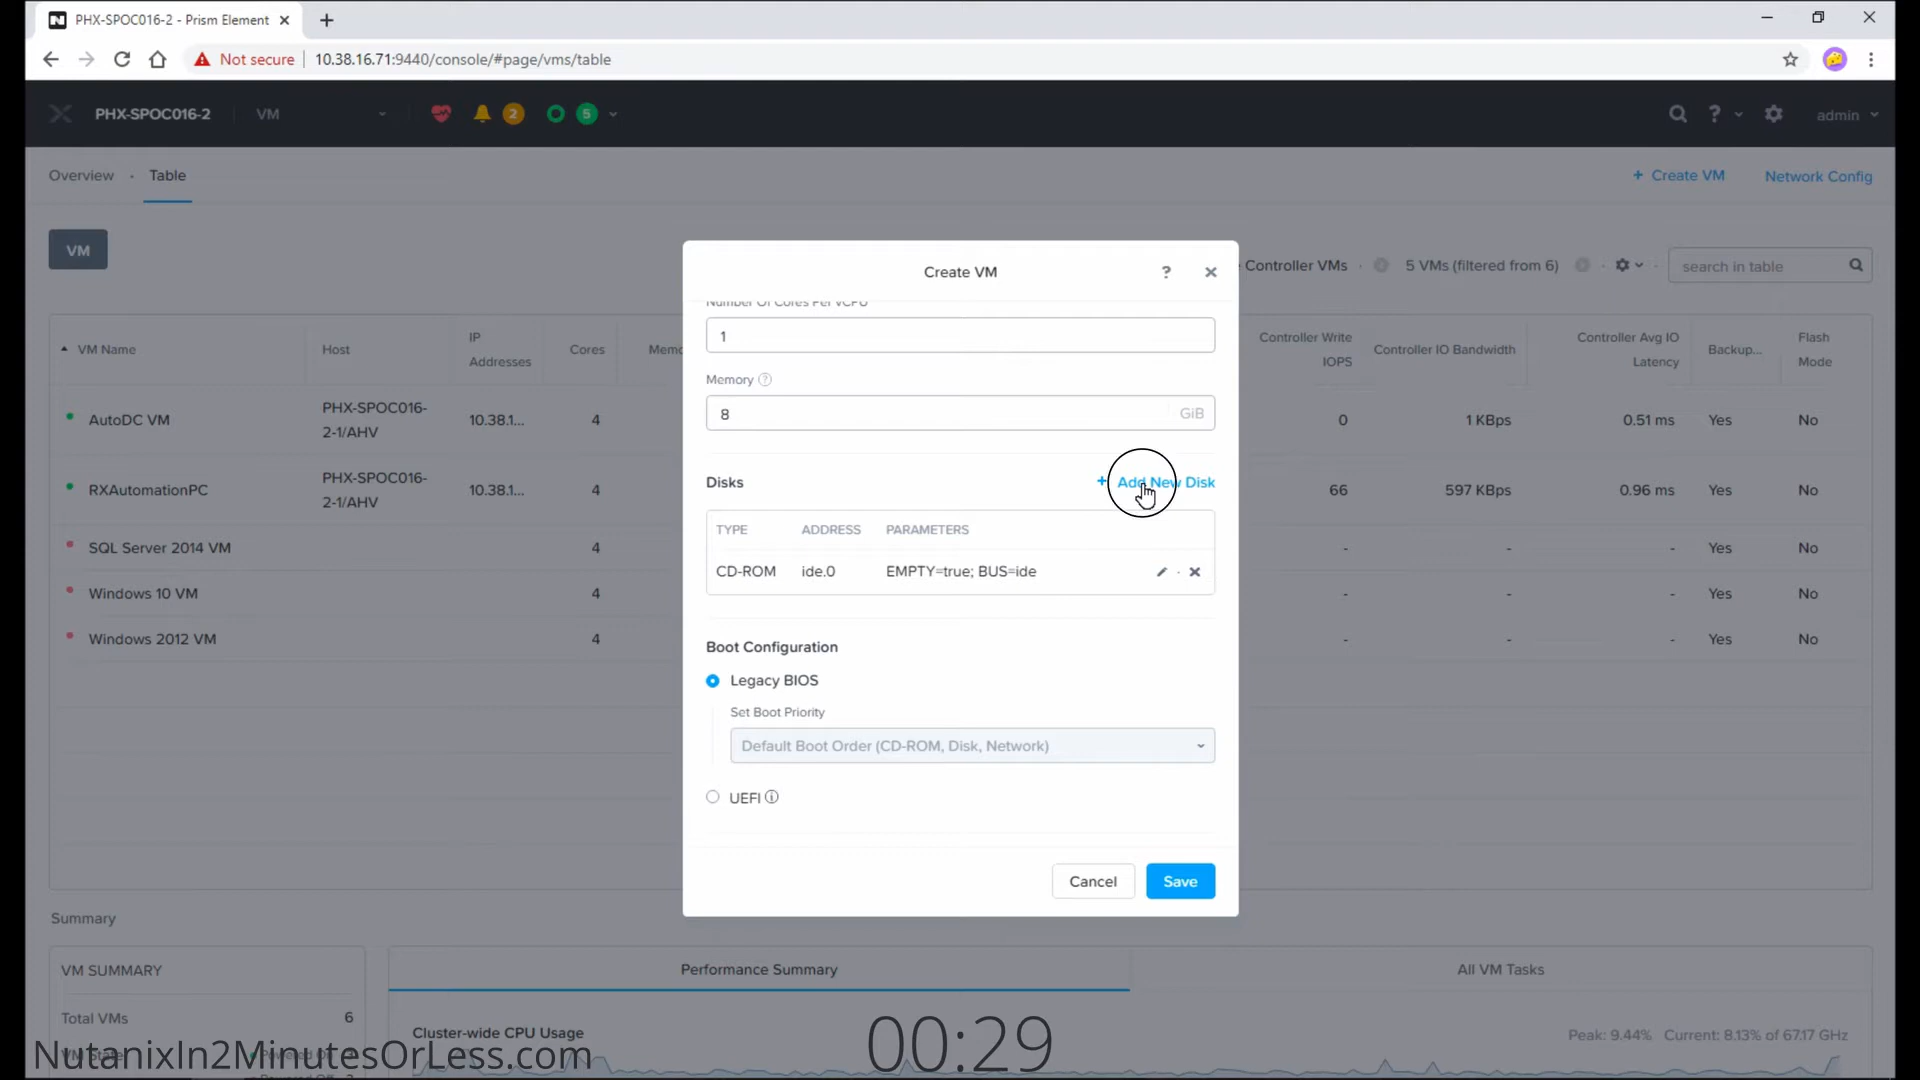 PHX-SPOC016-2 - Prism Element
Not secure
10.38.16.71:9440/console/#page/vms/table
PHX-SPOC016-2
VM
2
5
?
admin
Overview · Table
+ Create VM
Network Config
VM
Controller VMs · 5 VMs (filtered from 6)
search in table
VM Name
Host
IP
Addresses
Cores
Controller Write
IOPS
Controller IO Bandwidth
Controller Avg IO
Latency
Backup...
Flash
Mode
AutoDC VM
PHX-SPOC016-
2-1/AHV
10.38.1...
4
0
1 KBps
0.51 ms
Yes
No
RXAutomationPC
PHX-SPOC016-
2-1/AHV
10.38.1...
4
66
597 KBps
0.96 ms
Yes
No
SQL Server 2014 VM
4
-
-
-
Yes
No
Windows 10 VM
4
-
-
-
Yes
No
Windows 2012 VM
4
-
-
-
Yes
No
Create VM
?
Number Of Cores Per vCPU
1
Memory ?
8
GiB
Disks
+ Add New Disk
TYPE ADDRESS PARAMETERS
CD-ROM ide.0 EMPTY=true; BUS=ide
Boot Configuration
Legacy BIOS
Set Boot Priority
Default Boot Order (CD-ROM, Disk, Network)
UEFI
Cancel
Save
Summary
VM SUMMARY
Performance Summary
All VM Tasks
Total VMs
6
Cluster-wide CPU Usage
Peak: 9.44% Current: 8.13% of 67.17 GHz
NutanixIn2MinutesOrLess.com
00:29